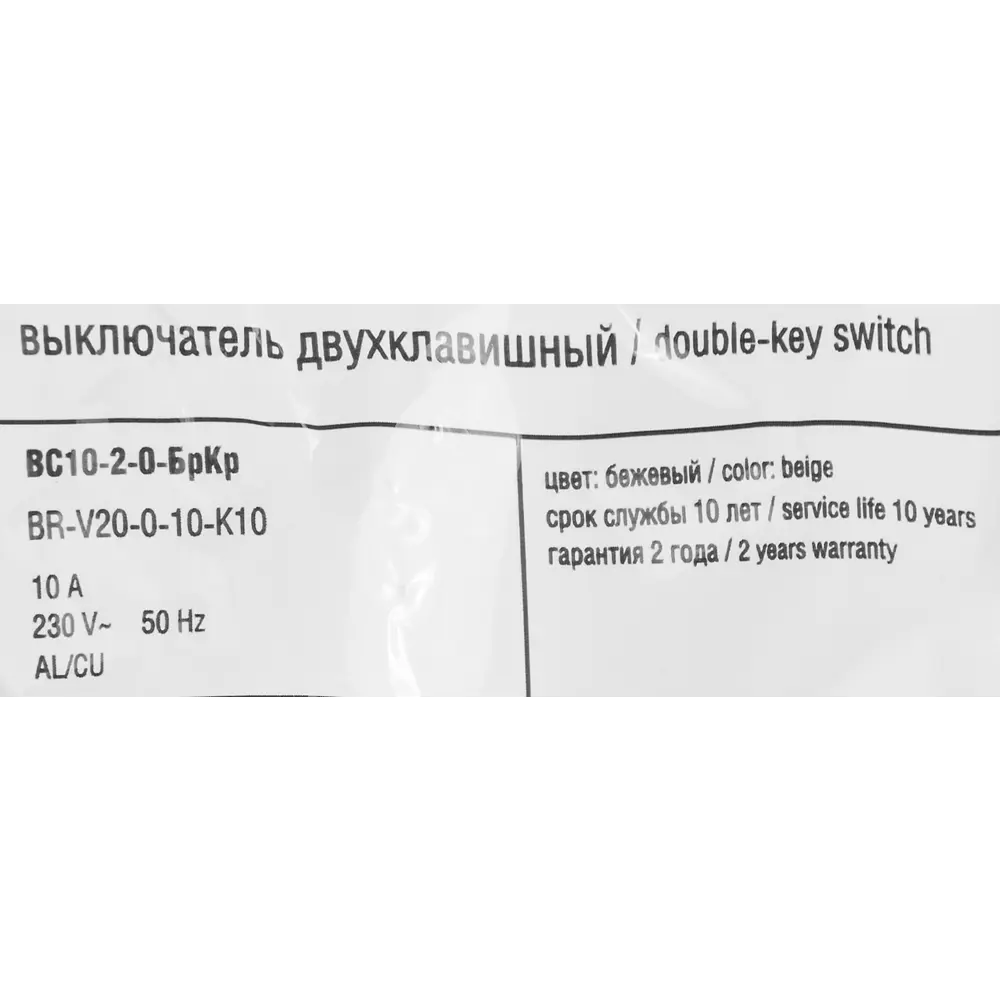 выключатель двухклавишный / double-key switch
ВС10-2-0-БрКр
BR-V20-0-10-K10
10 A
230 V~ 50 Hz
AL/CU
цвет: бежевый / color: beige
срок службы 10 лет / service life 10 years
гарантия 2 года / 2 years warranty